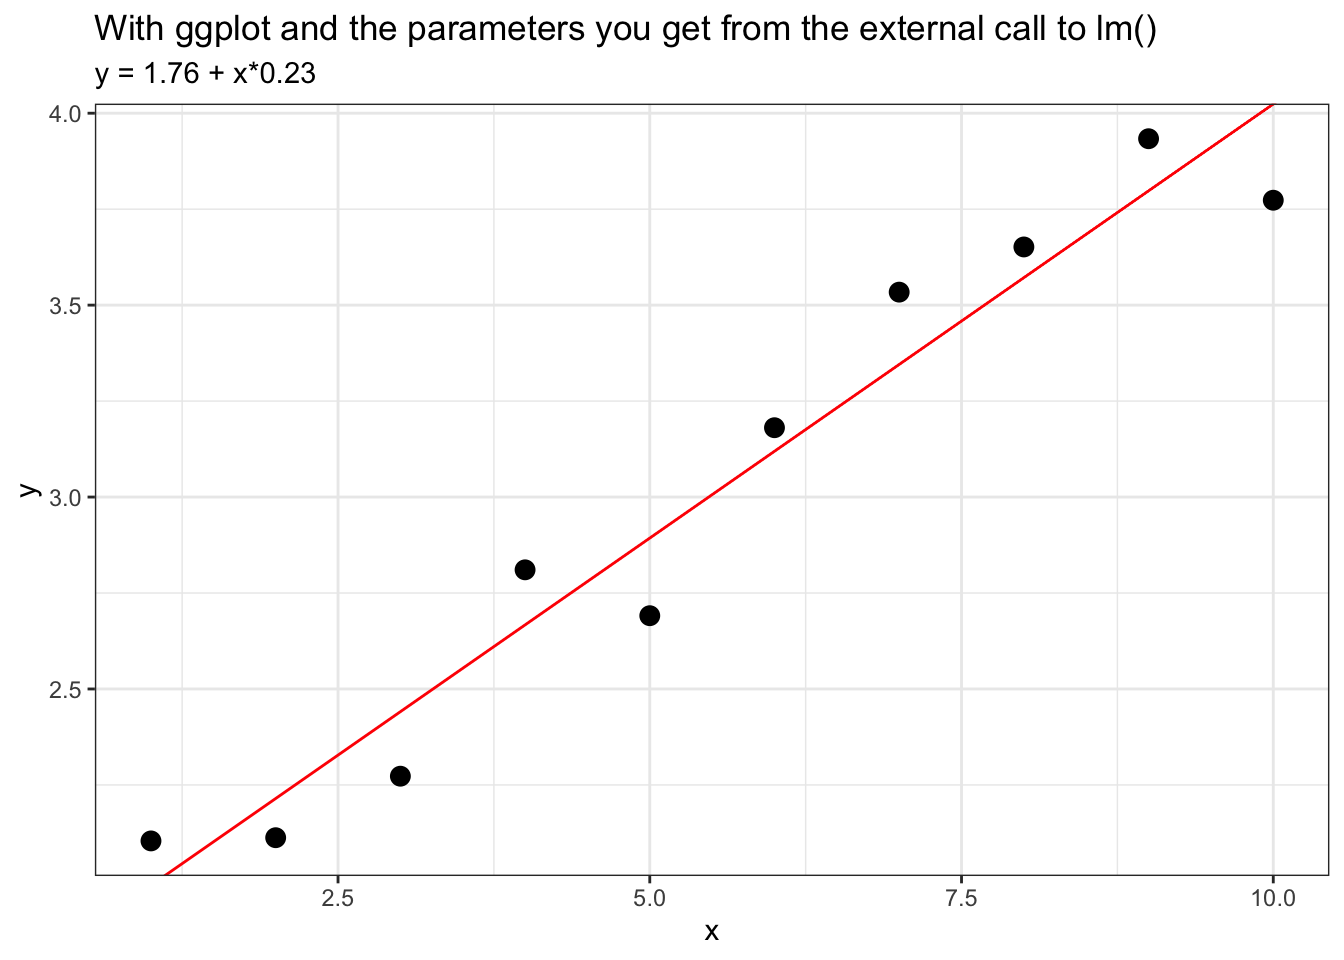 With ggplot and the parameters you get from the external call to lm()
y = 1.76 + x*0.23
4.0
3.5
3.0
2.5
y
2.5 5.0 7.5 10.0
x